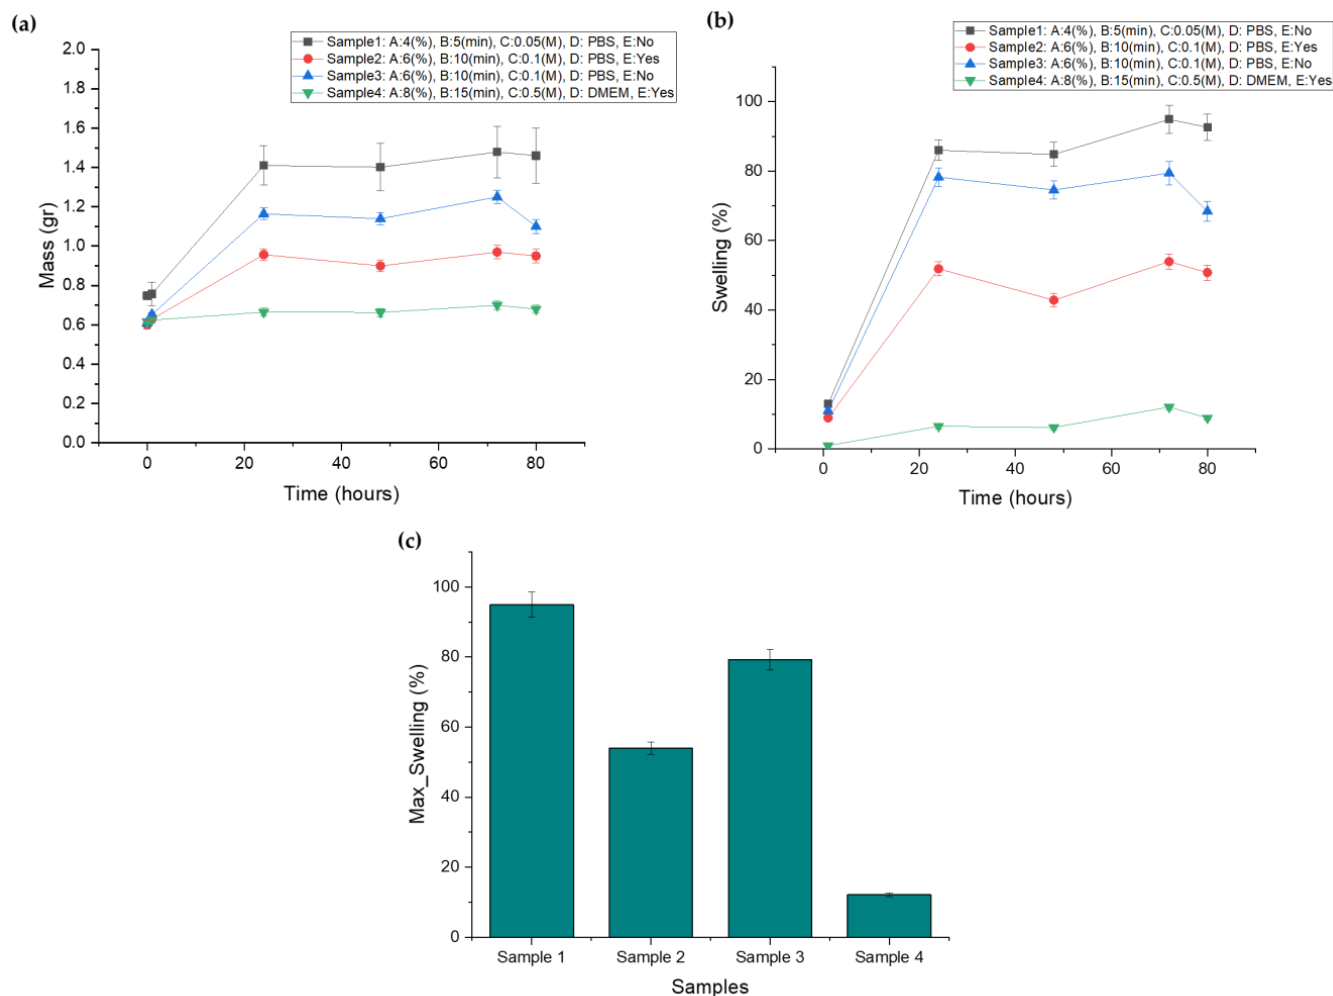 (a)
Sample1: A:4(%), B:5(min), C:0.05(M), D: PBS, E:No
Sample2: A:6(%), B:10(min), C:0.1(M), D: PBS, E:Yes
Sample3: A:6(%), B:10(min), C:0.1(M), D: PBS, E:No
Sample4: A:8(%), B:15(min), C:0.5(M), D: DMEM, E:Yes
2.0
1.8
1.6
1.4
1.2
1.0
0.8
0.6
0.4
0.2
0.0
Mass (gr)
0 20 40 60 80
Time (hours)
(b)
Sample1: A:4(%), B:5(min), C:0.05(M), D: PBS, E:No
Sample2: A:6(%), B:10(min), C:0.1(M), D: PBS, E:Yes
Sample3: A:6(%), B:10(min), C:0.1(M), D: PBS, E:No
Sample4: A:8(%), B:15(min), C:0.5(M), D: DMEM, E:Yes
100
80
60
40
20
0
Swelling (%)
0 20 40 60 80
Time (hours)
(c)
100
80
60
40
20
0
Max_Swelling (%)
Sample 1 Sample 2 Sample 3 Sample 4
Samples